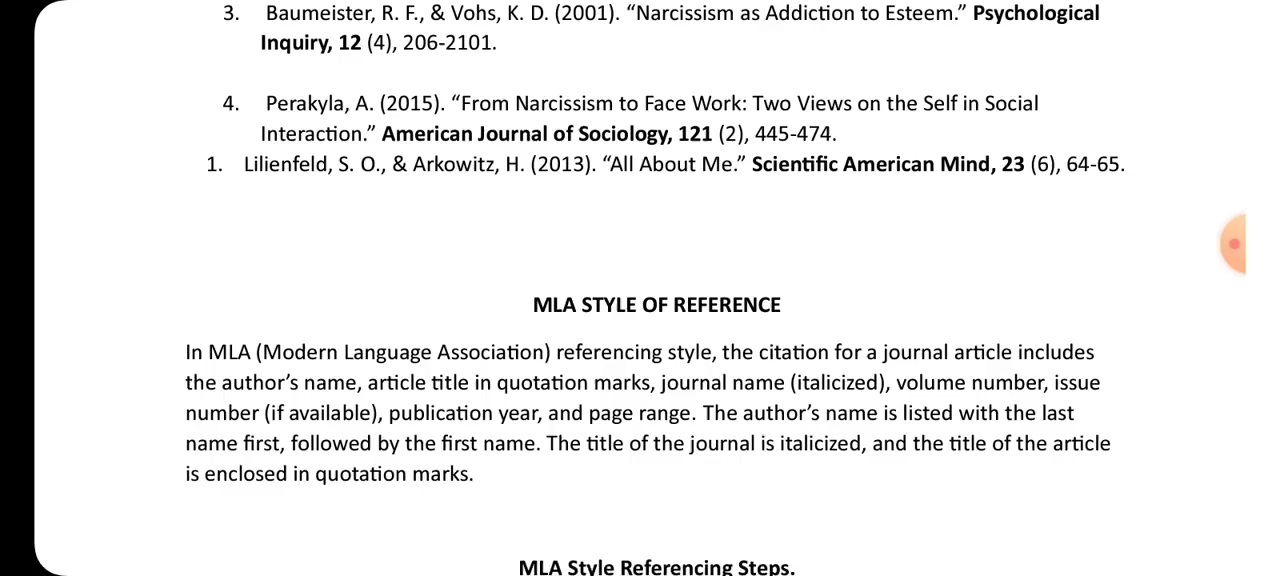 3. Baumeister, R. F., & Vohs, K. D. (2001). “Narcissism as Addiction to Esteem.” Psychological
Inquiry, 12 (4), 206-2101.
4. Perakyla, A. (2015). “From Narcissism to Face Work: Two Views on the Self in Social
Interaction.” American Journal of Sociology, 121 (2), 445-474.
1. Lilienfeld, S. O., & Arkowitz, H. (2013). “All About Me.” Scientific American Mind, 23 (6), 64-65.
MLA STYLE OF REFERENCE
In MLA (Modern Language Association) referencing style, the citation for a journal article includes
the author’s name, article title in quotation marks, journal name (italicized), volume number, issue
number (if available), publication year, and page range. The author’s name is listed with the last
name first, followed by the first name. The title of the journal is italicized, and the title of the article
is enclosed in quotation marks.
MLA Style Referencing Steps.